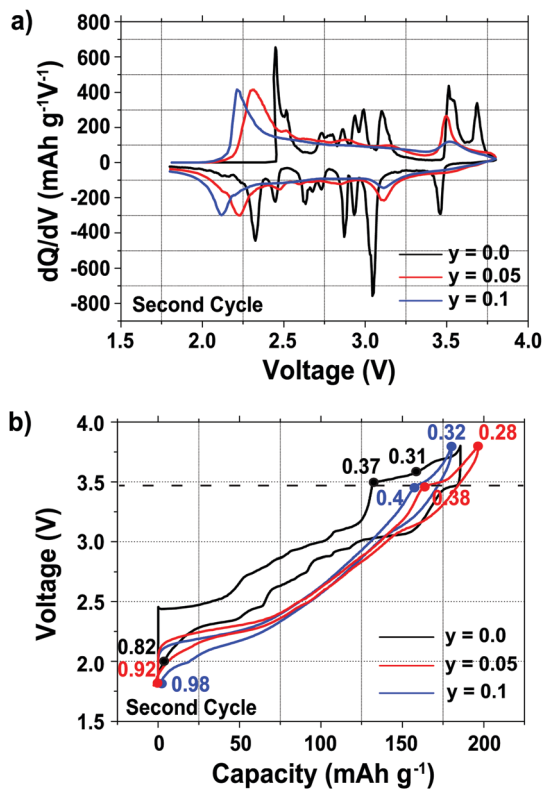 a)
800
600
400
200
0
-200
-400
-600
-800
dQ/dV (mAh g⁻¹V⁻¹)
y = 0.0
y = 0.05
y = 0.1
Second Cycle
1.5 2.0 2.5 3.0 3.5 4.0
Voltage (V)
b)
4.0
3.5
3.0
2.5
2.0
1.5
Voltage (V)
0.32 0.28
0.31
0.37
0.4 0.38
0.82
0.92 0.98
y = 0.0
y = 0.05
y = 0.1
Second Cycle
0 50 100 150 200
Capacity (mAh g⁻¹)